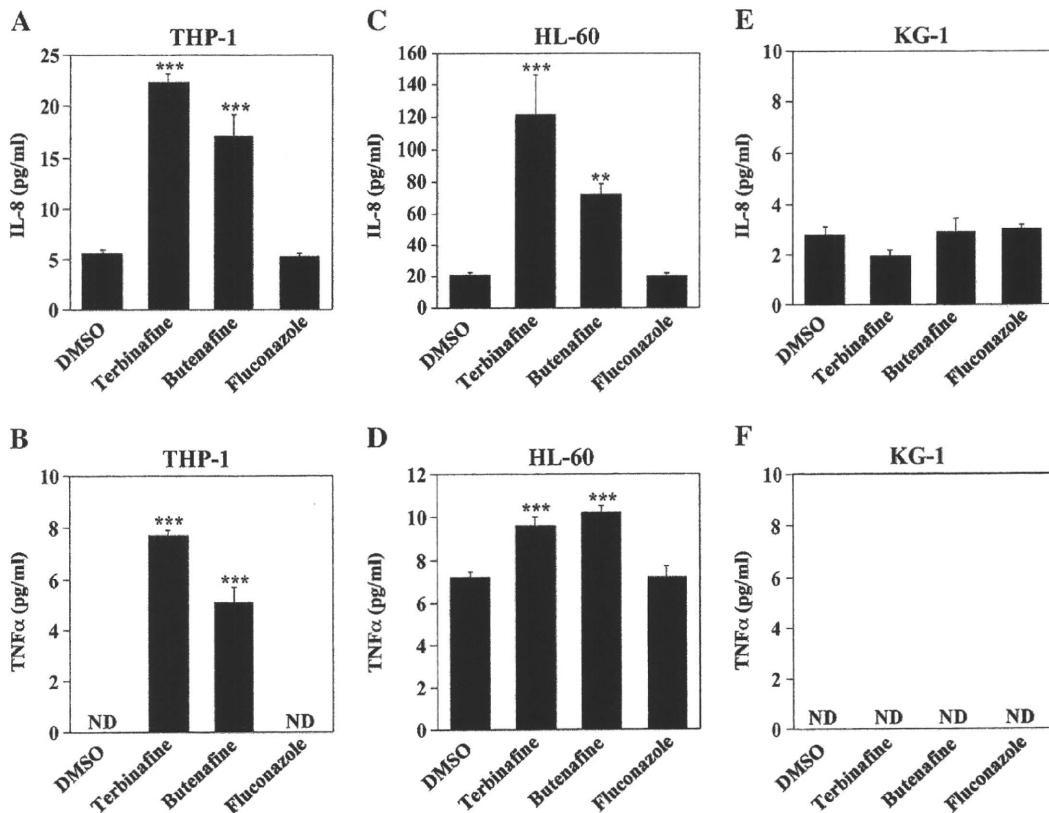 A
THP-1
IL-8 (pg/ml)
25
20
15
10
5
0
***
***
DMSO
Terbinafine
Butenafine
Fluconazole
C
HL-60
IL-8 (pg/ml)
160
140
120
100
80
60
40
20
0
***
**
DMSO
Terbinafine
Butenafine
Fluconazole
E
KG-1
IL-8 (pg/ml)
10
8
6
4
2
0
DMSO
Terbinafine
Butenafine
Fluconazole
B
THP-1
TNFα (pg/ml)
10
8
6
4
2
0
ND
***
***
ND
DMSO
Terbinafine
Butenafine
Fluconazole
D
HL-60
TNFα (pg/ml)
12
10
8
6
4
2
0
***
***
DMSO
Terbinafine
Butenafine
Fluconazole
F
KG-1
TNFα (pg/ml)
10
8
6
4
2
0
ND ND ND ND
DMSO
Terbinafine
Butenafine
Fluconazole